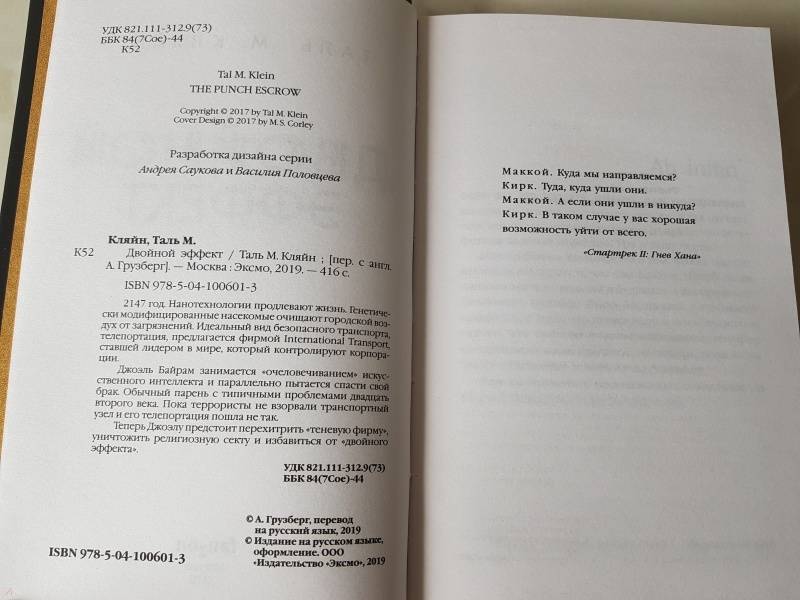 УДК 821.111-312.9(73)
ББК 84(7Сое)-44
К52
Tal M. Klein
THE PUNCH ESCROW
Copyright © 2017 by Tal M. Klein
Cover Design © 2017 by M.S. Corley
Разработка дизайна серии
Андрея Саукова и Василия Половцева
Кляйн, Таль М.
К52 Двойной эффект / Таль М. Кляйн ; [пер. с англ.
А. Грузберг]. — Москва : Эксмо, 2019. — 416 с.
ISBN 978-5-04-100601-3
2147 год. Нанотехнологии продлевают жизнь. Генетиче-
ски модифицированные насекомые очищают городской воз-
дух от загрязнений. Идеальный вид безопасного транспорта,
телепортация, предлагается фирмой International Transport,
ставшей лидером в мире, который контролируют корпора-
ции.
Джоэль Байрам занимается «очеловечиванием» искус-
ственного интеллекта и параллельно пытается спасти свой
брак. Обычный парень с типичными проблемами двадцать
второго века. Пока террористы не взорвали транспортный
узел и его телепортация пошла не так.
Теперь Джоэлу предстоит перехитрить «теневую фирму»,
уничтожить религиозную секту и избавиться от «двойного
эффекта».
УДК 821.111-312.9(73)
ББК 84(7Сое)-44
© А. Грузберг, перевод
на русский язык, 2019
© Издание на русском языке,
оформление. ООО
«Издательство «Эксмо», 2019
ISBN 978-5-04-100601-3
Маккой. Куда мы направляемся?
Кирк. Туда, куда ушли они.
Маккой. А если они ушли в никуда?
Кирк. В таком случае у вас хорошая
возможность уйти от всего.
«Стартрек II: Гнев Хана»